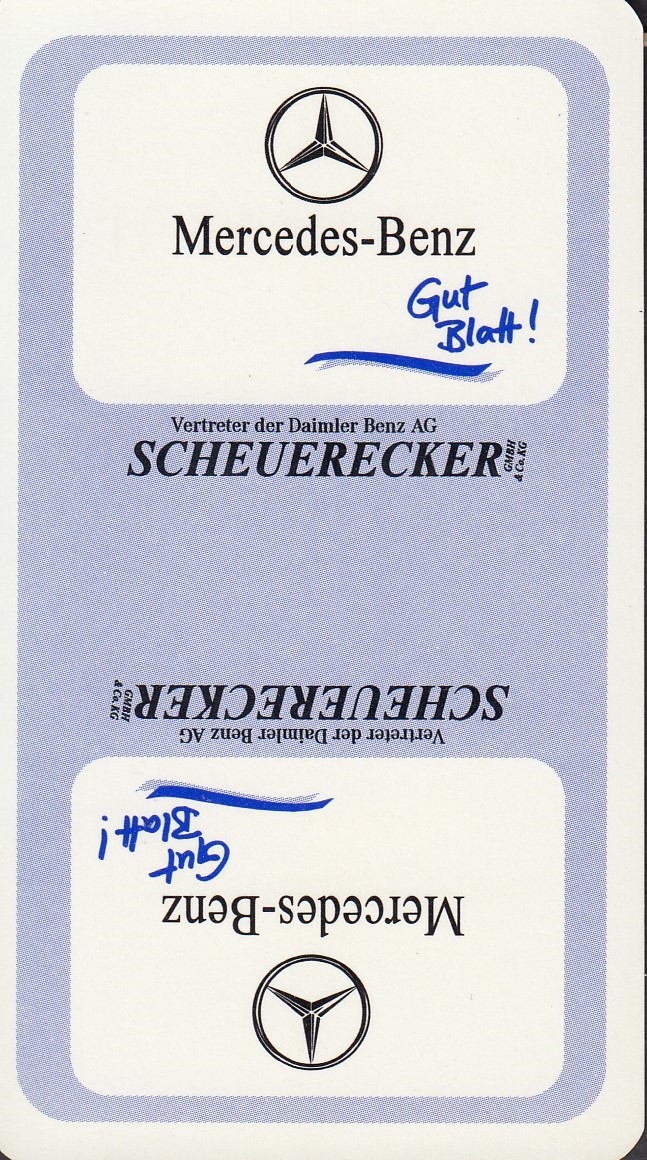 Mercedes-Benz
Gut
Blatt!
Vertreter der Daimler Benz AG
SCHEUERECKER GMBH
& Co. KG
SCHEUERECKER GMBH
& Co. KG
Vertreter der Daimler Benz AG
Gut
Blatt!
Mercedes-Benz